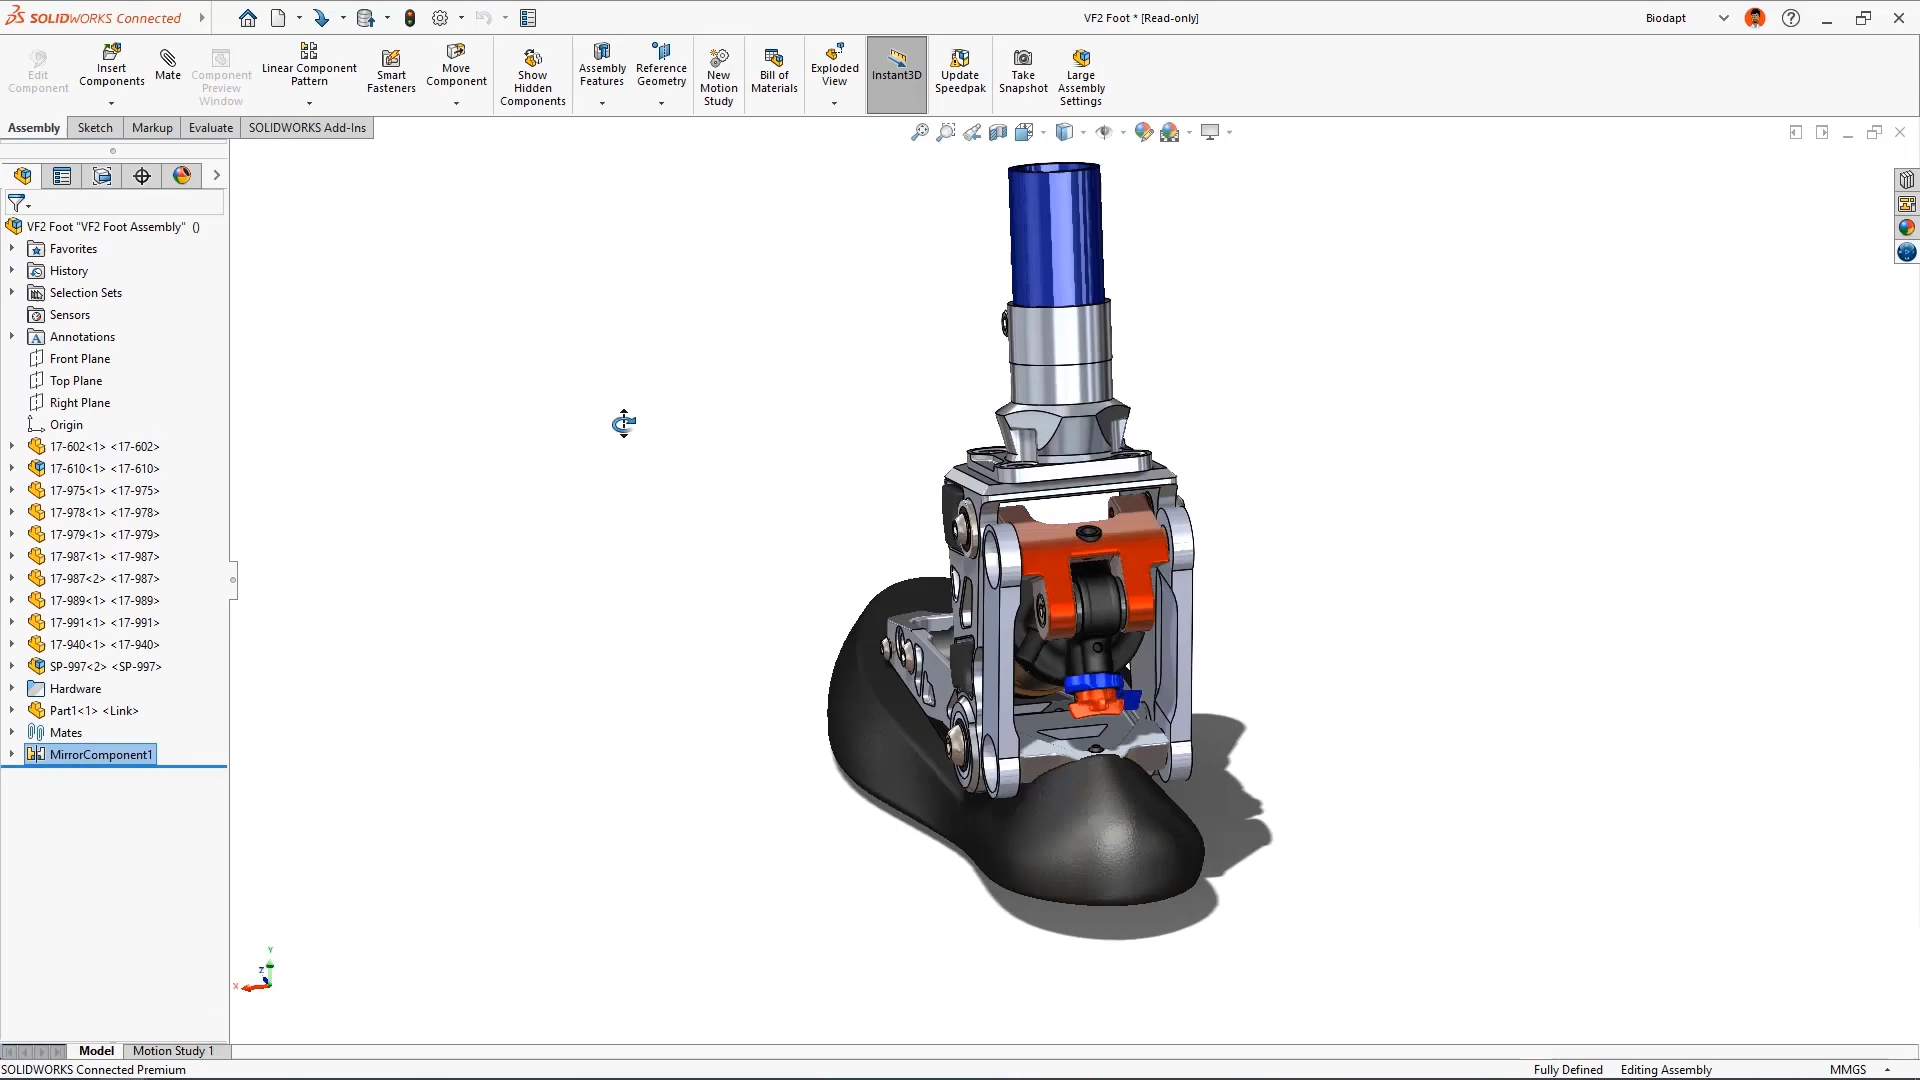 SOLIDWORKS Connected
VF2 Foot * [Read-only]
Biodapt
Edit
Component
Insert
Components
Mate
Component
Preview
Window
Linear Component
Pattern
Smart
Fasteners
Move
Component
Show
Hidden
Components
Assembly
Features
Reference
Geometry
New
Motion
Study
Bill of
Materials
Exploded
View
Instant3D
Update
Speedpak
Take
Snapshot
Large
Assembly
Settings
Assembly
Sketch
Markup
Evaluate
SOLIDWORKS Add-Ins
VF2 Foot "VF2 Foot Assembly" ()
Favorites
History
Selection Sets
Sensors
Annotations
Front Plane
Top Plane
Right Plane
Origin
17-602<1> <17-602>
17-610<1> <17-610>
17-975<1> <17-975>
17-978<1> <17-978>
17-979<1> <17-979>
17-987<1> <17-987>
17-987<2> <17-987>
17-989<1> <17-989>
17-991<1> <17-991>
17-940<1> <17-940>
SP-997<2> <SP-997>
Hardware
Part1<1> <Link>
Mates
MirrorComponent1
Y
Z
X
Model
Motion Study 1
SOLIDWORKS Connected Premium
Fully Defined
Editing Assembly
MMGS